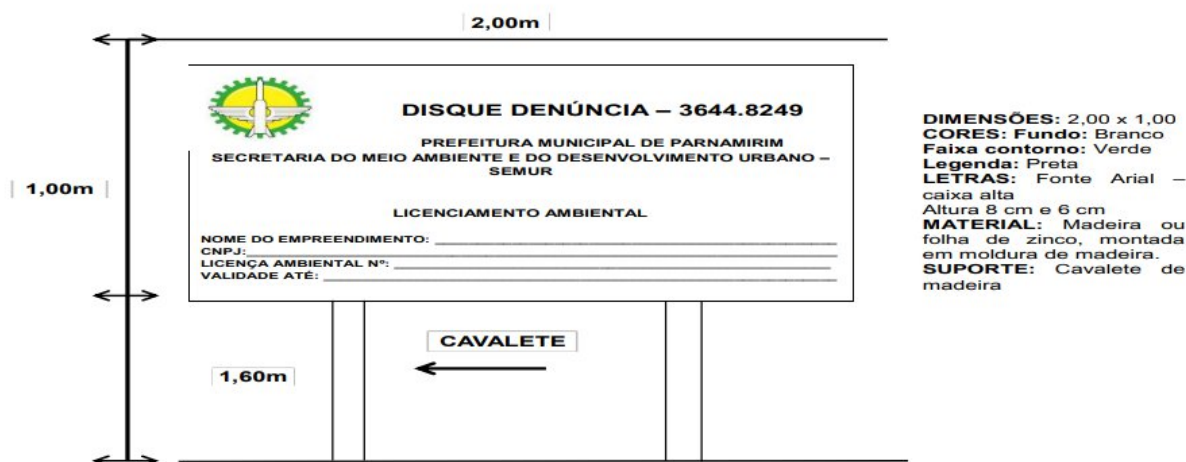 2,00m
DISQUE DENÚNCIA – 3644.8249
PREFEITURA MUNICIPAL DE PARNAMIRIM
SECRETARIA DO MEIO AMBIENTE E DO DESENVOLVIMENTO URBANO –
SEMUR
1,00m
LICENCIAMENTO AMBIENTAL
NOME DO EMPREENDIMENTO:
CNPJ:
LICENÇA AMBIENTAL Nº:
VALIDADE ATÉ:
CAVALETE
1,60m
DIMENSÕES: 2,00 x 1,00
CORES: Fundo: Branco
Faixa contorno: Verde
Legenda: Preta
LETRAS: Fonte Arial –
caixa alta
Altura 8 cm e 6 cm
MATERIAL: Madeira ou
folha de zinco, montada
em moldura de madeira.
SUPORTE: Cavalete de
madeira